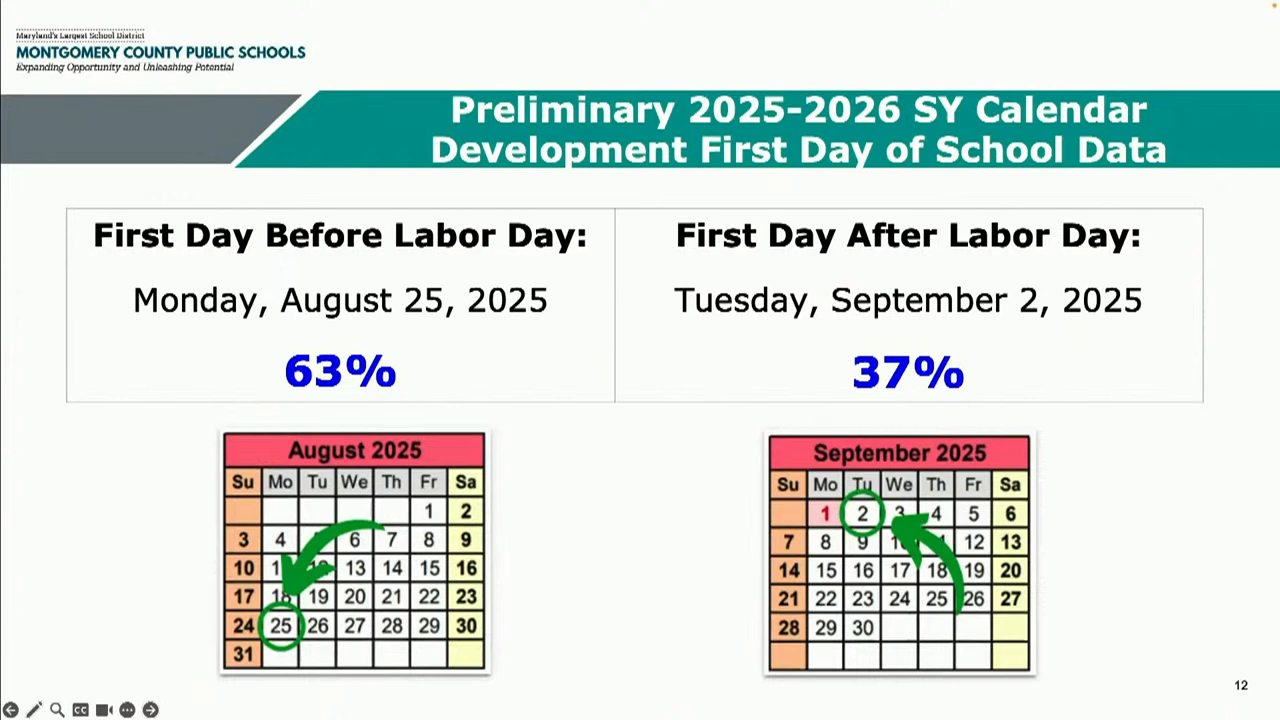 Maryland's Largest School District
MONTGOMERY COUNTY PUBLIC SCHOOLS
Expanding Opportunity and Unleashing Potential
Preliminary 2025-2026 SY Calendar
Development First Day of School Data
First Day Before Labor Day:
Monday, August 25, 2025
63%
First Day After Labor Day:
Tuesday, September 2, 2025
37%
August 2025
Su Mo Tu We Th Fr Sa
1 2
3 4 6 7 8 9
10 13 14 15 16
17 18 19 20 21 22 23
24 25 26 27 28 29 30
31
September 2025
Su Mo Tu We Th Fr Sa
1 2 3 4 5 6
7 8 9 12 13
14 15 16 17 18 19 20
21 22 23 24 25 26 27
28 29 30
12
CC